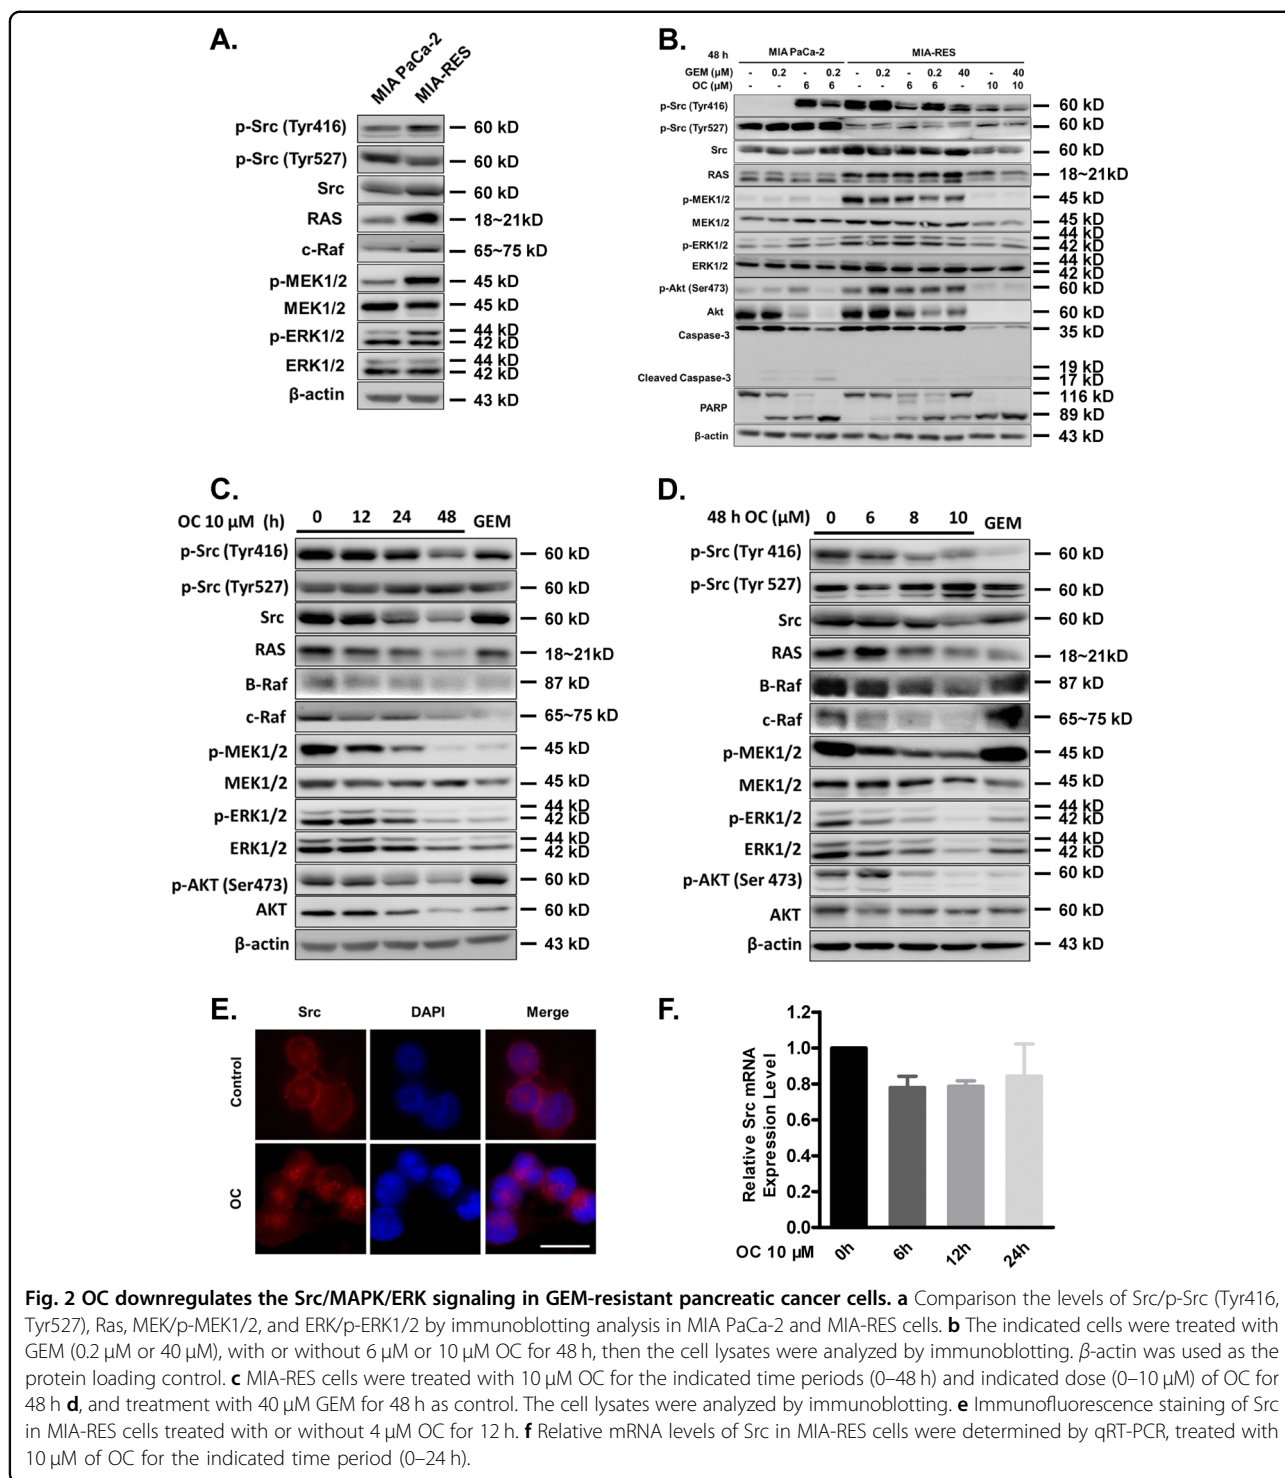 A.
MIA PaCa-2
MIA-RES
p-Src (Tyr416) 60 kD
p-Src (Tyr527) 60 kD
Src 60 kD
RAS 18~21kD
c-Raf 65~75 kD
p-MEK1/2 45 kD
MEK1/2 45 kD
p-ERK1/2 44 kD
42 kD
ERK1/2 44 kD
42 kD
β-actin 43 kD
B.
48 h MIA PaCa-2 MIA-RES
GEM (μM) - 0.2 - 0.2 - 0.2 - 0.2 40 - 40
OC (μM) - - 6 6 - - 6 6 - 10 10
p-Src (Tyr416) 60 kD
p-Src (Tyr527) 60 kD
Src 60 kD
RAS 18~21kD
p-MEK1/2 45 kD
MEK1/2 45 kD
p-ERK1/2 44 kD
42 kD
ERK1/2 44 kD
42 kD
p-Akt (Ser473) 60 kD
Akt 60 kD
Caspase-3 35 kD
19 kD
Cleaved Caspase-3 17 kD
116 kD
PARP 89 kD
β-actin 43 kD
C.
OC 10 μM (h) 0 12 24 48 GEM
p-Src (Tyr416) 60 kD
p-Src (Tyr527) 60 kD
Src 60 kD
RAS 18~21kD
B-Raf 87 kD
c-Raf 65~75 kD
p-MEK1/2 45 kD
MEK1/2 45 kD
p-ERK1/2 44 kD
42 kD
ERK1/2 44 kD
42 kD
p-AKT (Ser473) 60 kD
AKT 60 kD
β-actin 43 kD
D.
48 h OC (μM) 0 6 8 10 GEM
p-Src (Tyr 416) 60 kD
p-Src (Tyr 527) 60 kD
Src 60 kD
RAS 18~21kD
B-Raf 87 kD
c-Raf 65~75 kD
p-MEK1/2 45 kD
MEK1/2 45 kD
p-ERK1/2 44 kD
42 kD
ERK1/2 44 kD
42 kD
p-AKT (Ser 473) 60 kD
AKT 60 kD
β-actin 43 kD
E.
Src DAPI Merge
Control
OC
F.
Relative Src mRNA
Expression Level
1.2
1.0
0.8
0.6
0.4
0.2
0.0
OC 10 μM 0h 6h 12h 24h
Fig. 2 OC downregulates the Src/MAPK/ERK signaling in GEM-resistant pancreatic cancer cells. a Comparison the levels of Src/p-Src (Tyr416,
Tyr527), Ras, MEK/p-MEK1/2, and ERK/p-ERK1/2 by immunoblotting analysis in MIA PaCa-2 and MIA-RES cells. b The indicated cells were treated with
GEM (0.2 μM or 40 μM), with or without 6 μM or 10 μM OC for 48 h, then the cell lysates were analyzed by immunoblotting. β-actin was used as the
protein loading control. c MIA-RES cells were treated with 10 μM OC for the indicated time periods (0–48 h) and indicated dose (0–10 μM) of OC for
48 h d, and treatment with 40 μM GEM for 48 h as control. The cell lysates were analyzed by immunoblotting. e Immunofluorescence staining of Src
in MIA-RES cells treated with or without 4 μM OC for 12 h. f Relative mRNA levels of Src in MIA-RES cells were determined by qRT-PCR, treated with
10 μM of OC for the indicated time period (0–24 h).